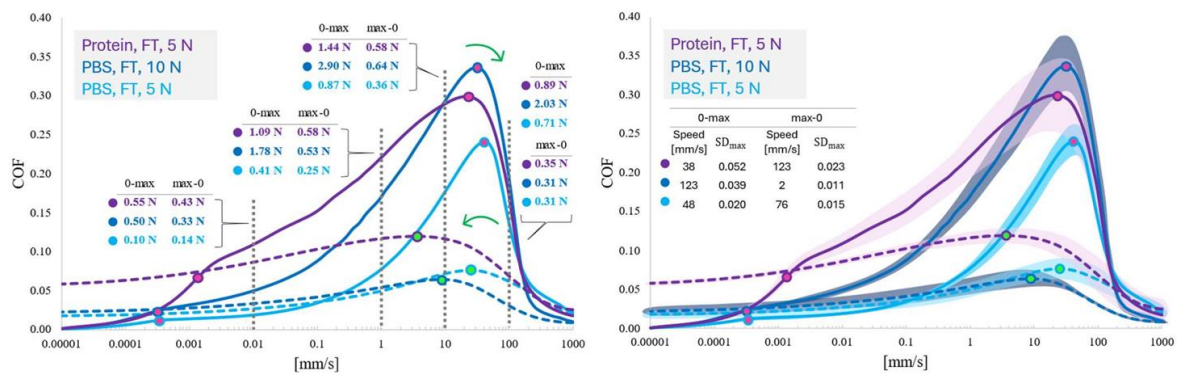 0.40
0.35
0.30
0.25
0.20
0.15
0.10
0.05
0.00
COF
Protein, FT, 5 N
PBS, FT, 10 N
PBS, FT, 5 N
0-max max-0
1.44 N 0.58 N
2.90 N 0.64 N
0.87 N 0.36 N
0-max
0.89 N
2.03 N
0.71 N
max-0
0.35 N
0.31 N
0.31 N
0-max max-0
1.09 N 0.58 N
1.78 N 0.53 N
0.41 N 0.25 N
0-max max-0
0.55 N 0.43 N
0.50 N 0.33 N
0.10 N 0.14 N
0.00001 0.0001 0.001 0.01 0.1 1 10 100 1000
[mm/s]
0.40
0.35
0.30
0.25
0.20
0.15
0.10
0.05
0.00
COF
Protein, FT, 5 N
PBS, FT, 10 N
PBS, FT, 5 N
0-max max-0
Speed [mm/s] SDmax Speed [mm/s] SDmax
38 0.052 123 0.023
123 0.039 2 0.011
48 0.020 76 0.015
0.00001 0.0001 0.001 0.01 0.1 1 10 100 1000
[mm/s]